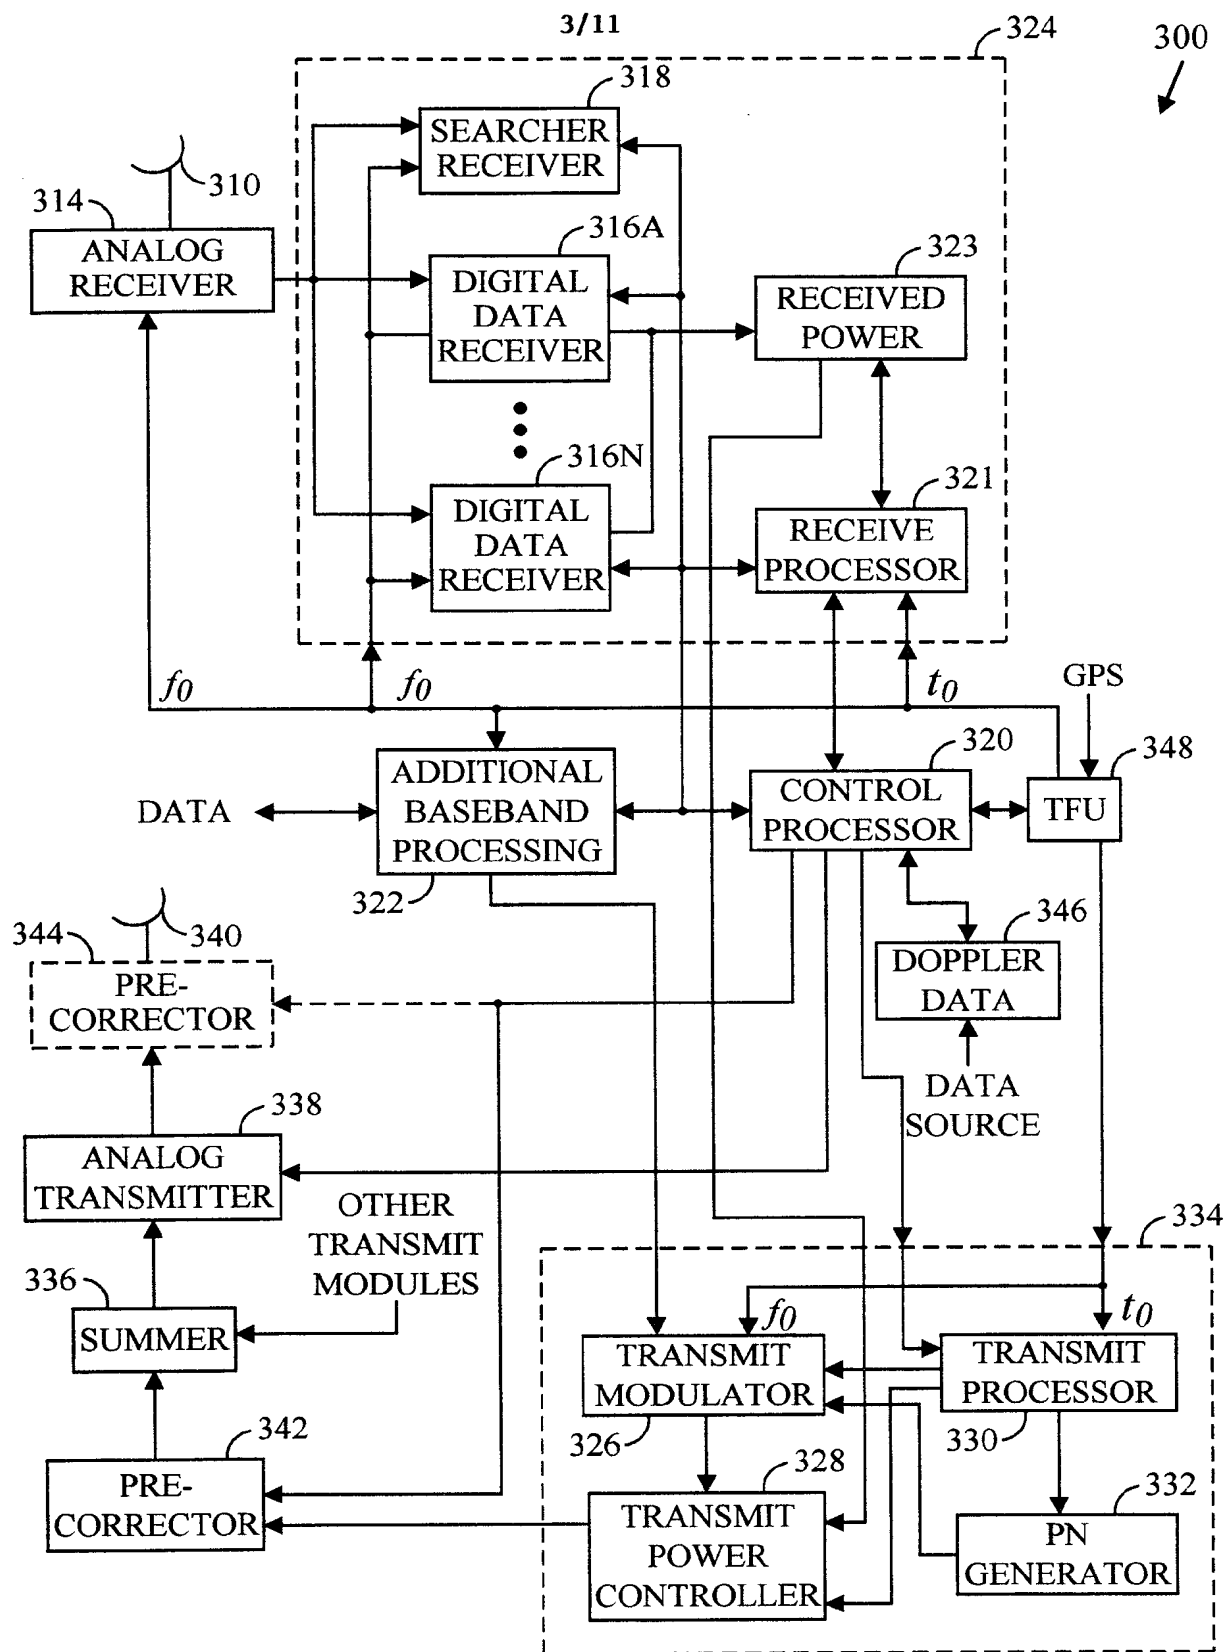 3/11
324
300
318
SEARCHER
RECEIVER
310
314
ANALOG
RECEIVER
316A
DIGITAL
DATA
RECEIVER
323
RECEIVED
POWER
316N
DIGITAL
DATA
RECEIVER
321
RECEIVE
PROCESSOR
f0
f0
t0
GPS
320
348
ADDITIONAL
BASEBAND
PROCESSING
CONTROL
PROCESSOR
TFU
DATA
322
344
340
346
PRE-
CORRECTOR
DOPPLER
DATA
DATA
SOURCE
338
ANALOG
TRANSMITTER
OTHER
TRANSMIT
MODULES
334
336
SUMMER
f0
t0
TRANSMIT
MODULATOR
TRANSMIT
PROCESSOR
326
330
342
328
332
PRE-
CORRECTOR
TRANSMIT
POWER
CONTROLLER
PN
GENERATOR